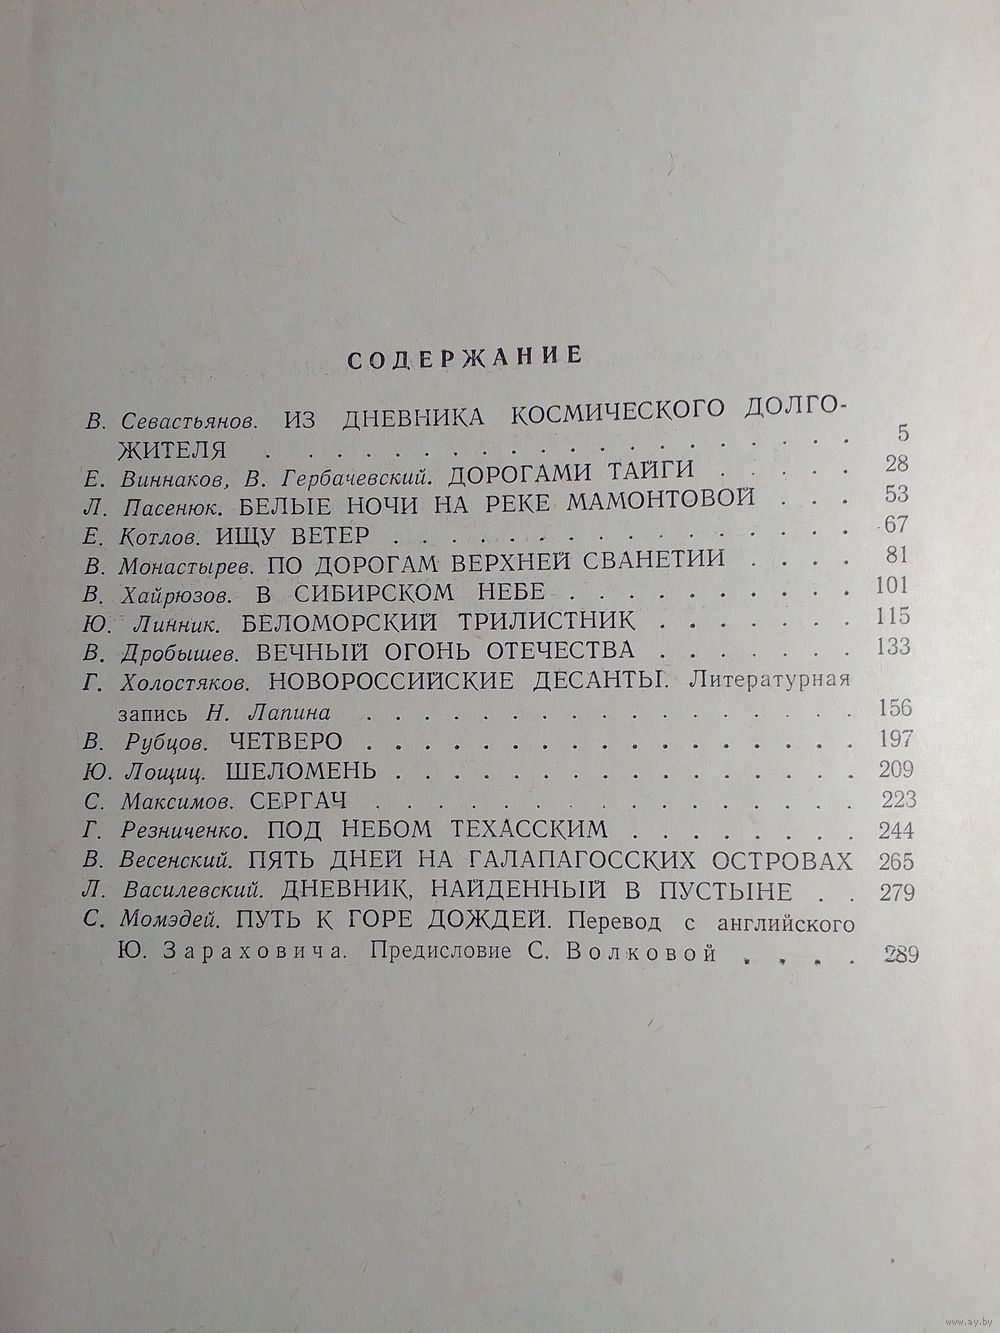 СОДЕРЖАНИЕ
В. Севастьянов. ИЗ ДНЕВНИКА КОСМИЧЕСКОГО ДОЛГО-
ЖИТЕЛЯ . . . . . . . . . . . . . . . . . 5
Е. Виннаков, В. Гербачевский. ДОРОГАМИ ТАЙГИ . . . . . 28
Л. Пасенюк. БЕЛЫЕ НОЧИ НА РЕКЕ МАМОНТОВОЙ . . . 53
Е. Котлов. ИЩУ ВЕТЕР . . . . . . . . . . . . . 67
В. Монастырев. ПО ДОРОГАМ ВЕРХНЕЙ СВАНЕТИИ . . . . 81
В. Хайрюзов. В СИБИРСКОМ НЕБЕ . . . . . . . . . 101
Ю. Линник. БЕЛОМОРСКИЙ ТРИЛИСТНИК . . . . . . . 115
В. Дробышев. ВЕЧНЫЙ ОГОНЬ ОТЕЧЕСТВА . . . . . . . 133
Г. Холостяков. НОВОРОССИЙСКИЕ ДЕСАНТЫ. Литературная
запись Н. Лапина . . . . . . . . . . . . . . . 156
В. Рубцов. ЧЕТВЕРО . . . . . . . . . . . . . . . 197
Ю. Лощиц. ШЕЛОМЕНЬ . . . . . . . . . . . . . . 209
С. Максимов. СЕРГАЧ . . . . . . . . . . . . . . 223
Г. Резниченко. ПОД НЕБОМ ТЕХАССКИМ . . . . . . . . 244
В. Весенский. ПЯТЬ ДНЕЙ НА ГАЛАПАГОССКИХ ОСТРОВАХ 265
Л. Василевский. ДНЕВНИК, НАЙДЕННЫЙ В ПУСТЫНЕ . . 279
С. Момэдей. ПУТЬ К ГОРЕ ДОЖДЕЙ. Перевод с английского
Ю. Зараховича. Предисловие С. Волковой . . . . 289
www.ay.by